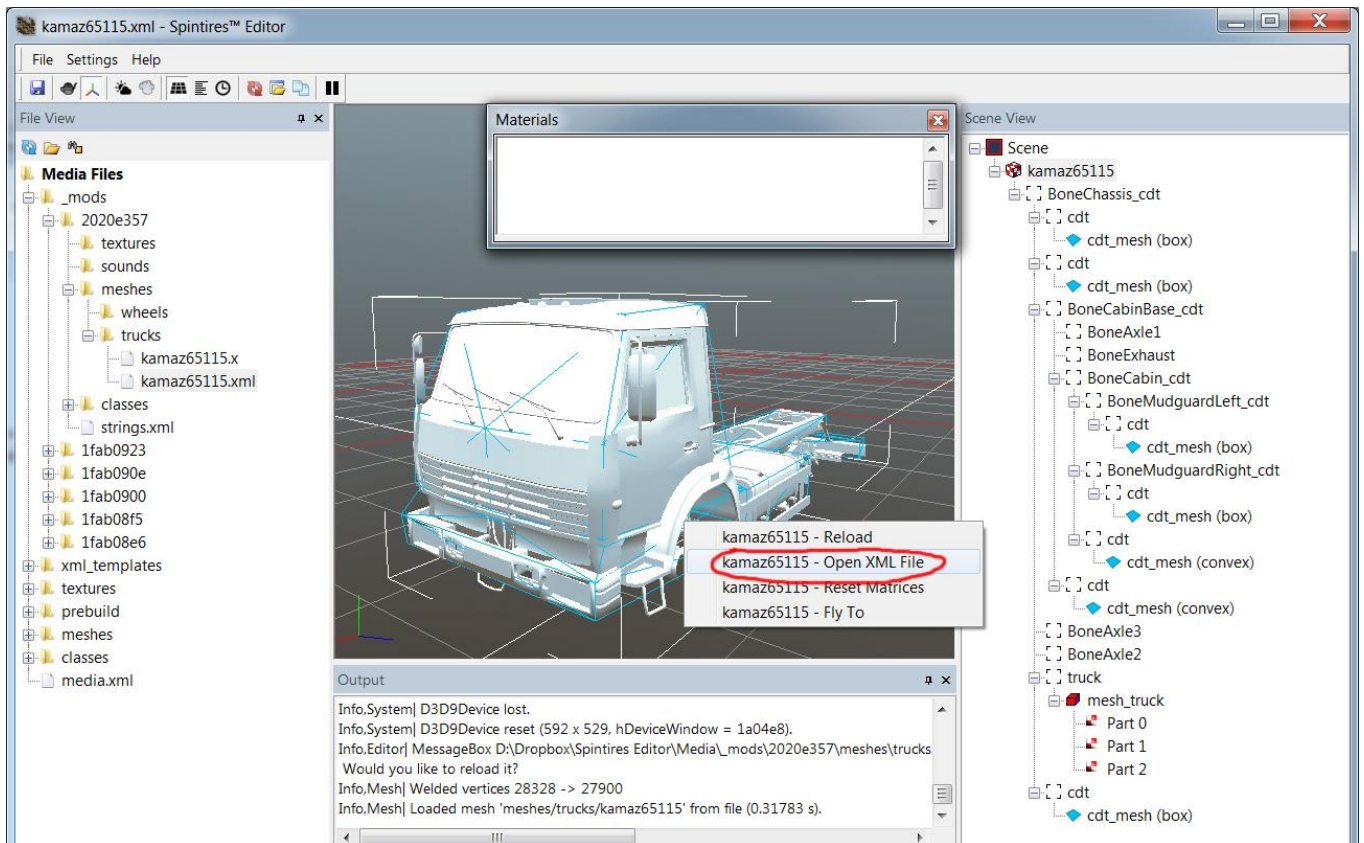 kamaz65115.xml - Spintires™ Editor
File Settings Help
File View
Media Files
_mods
2020e357
textures
sounds
meshes
wheels
trucks
kamaz65115.x
kamaz65115.xml
classes
strings.xml
1fab0923
1fab090e
1fab0900
1fab08f5
1fab08e6
xml_templates
textures
prebuild
meshes
classes
media.xml
Materials
kamaz65115 - Reload
kamaz65115 - Open XML File
kamaz65115 - Reset Matrices
kamaz65115 - Fly To
Output
Info,System| D3D9Device lost.
Info,System| D3D9Device reset (592 x 529, hDeviceWindow = 1a04e8).
Info,Editor| MessageBox D:\Dropbox\Spintires Editor\Media\_mods\2020e357\meshes\trucks
Would you like to reload it?
Info,Mesh| Welded vertices 28328 -> 27900
Info,Mesh| Loaded mesh 'meshes/trucks/kamaz65115' from file (0.31783 s).
Scene View
Scene
kamaz65115
BoneChassis_cdt
cdt
cdt_mesh (box)
cdt
cdt_mesh (box)
BoneCabinBase_cdt
BoneAxle1
BoneExhaust
BoneCabin_cdt
BoneMudguardLeft_cdt
cdt
cdt_mesh (box)
BoneMudguardRight_cdt
cdt
cdt_mesh (box)
cdt
cdt_mesh (convex)
cdt
cdt_mesh (convex)
BoneAxle3
BoneAxle2
truck
mesh_truck
Part 0
Part 1
Part 2
cdt
cdt_mesh (box)